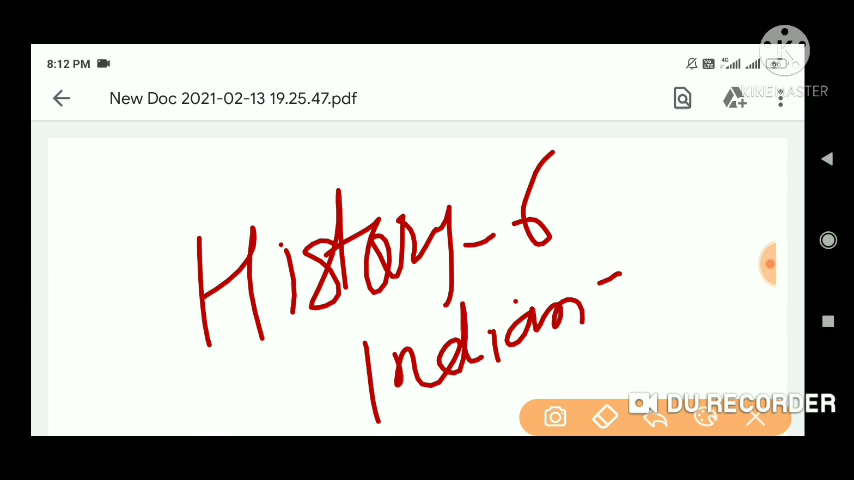 8:12 PM
KINEMASTER
New Doc 2021-02-13 19.25.47.pdf
History - 6
Indian -
DU RECORDER